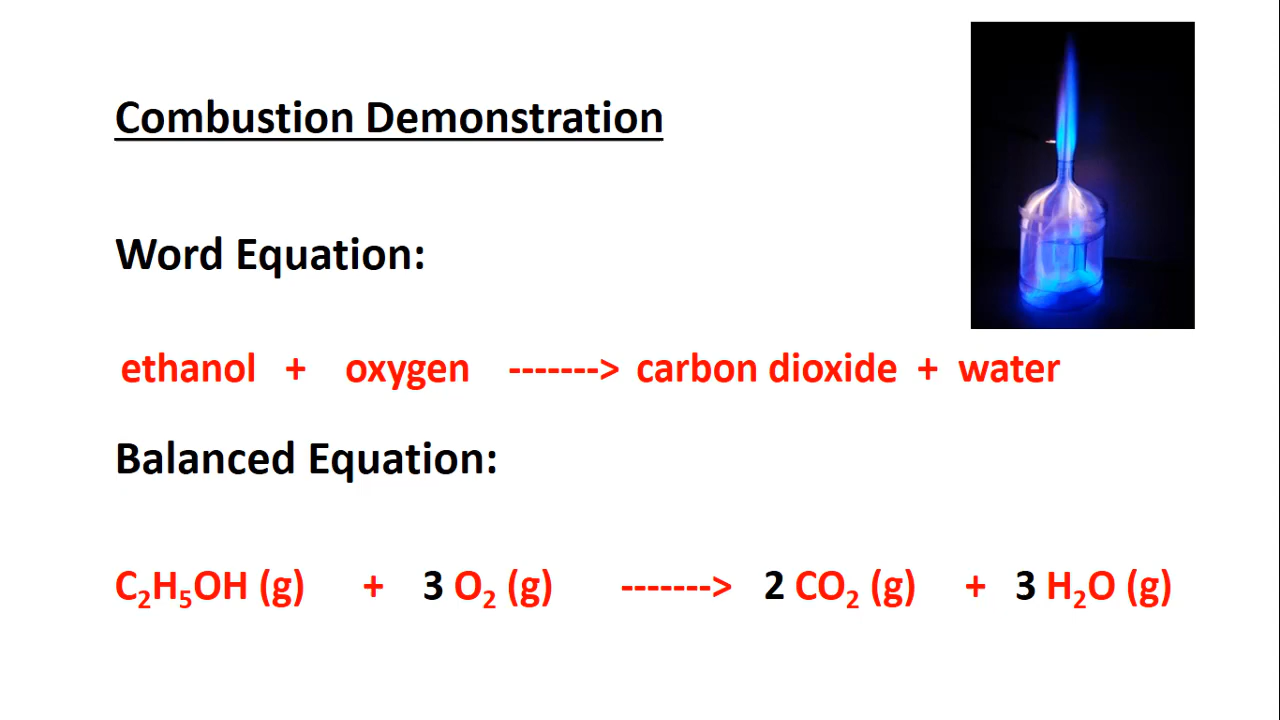 Combustion Demonstration
Word Equation:
ethanol + oxygen -------> carbon dioxide + water
Balanced Equation:
C₂H₅OH (g) + 3 O₂ (g) -------> 2 CO₂ (g) + 3 H₂O (g)